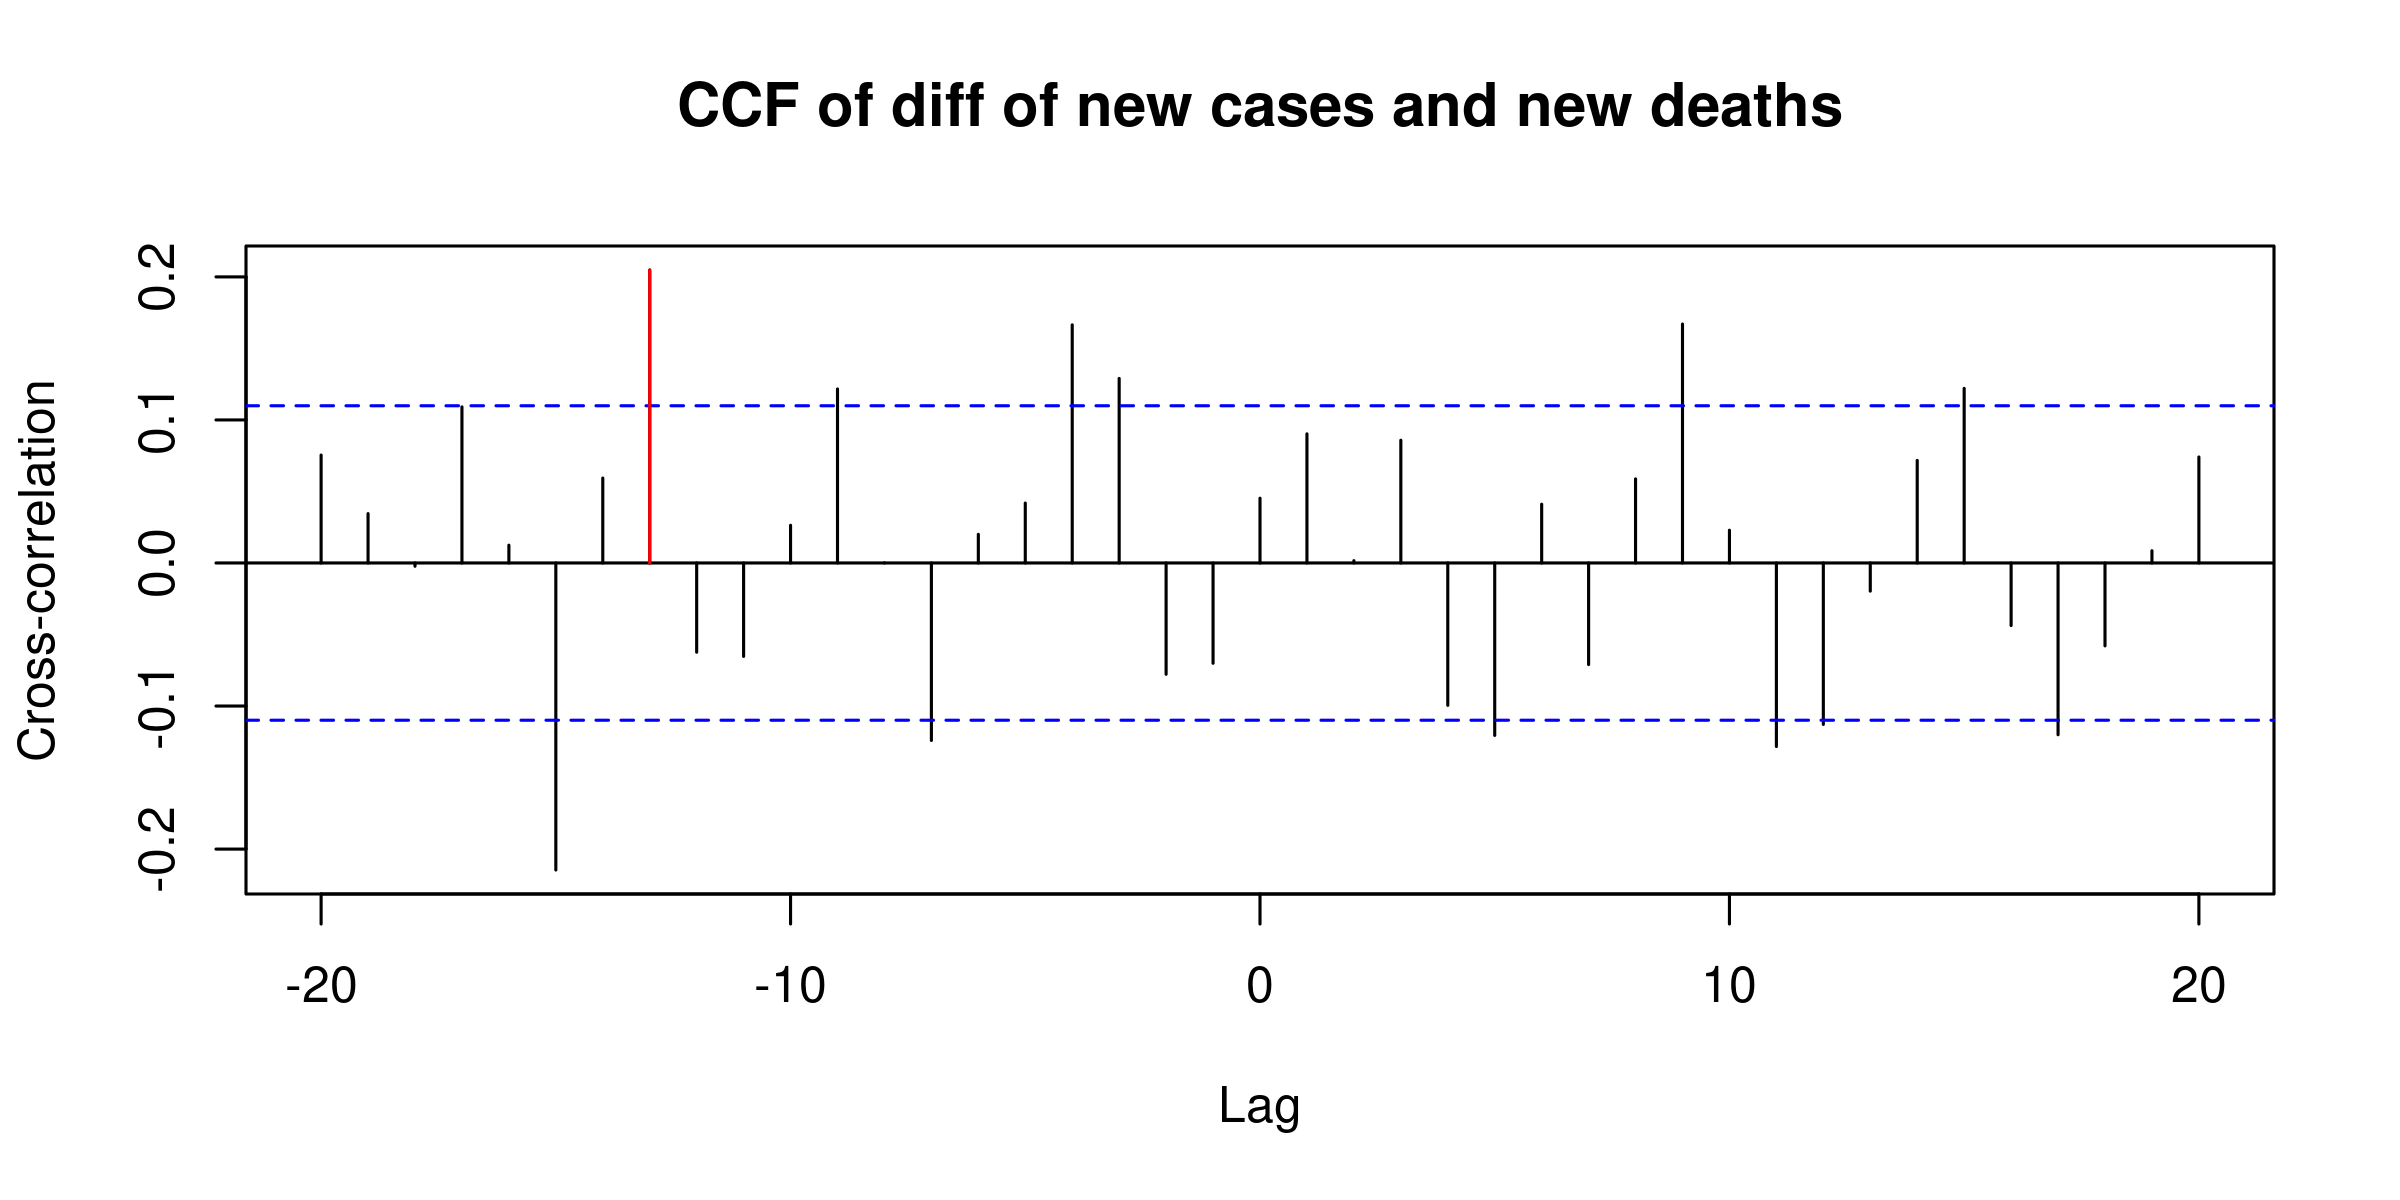 CCF of diff of new cases and new deaths
Cross-correlation
0.2
0.1
0.0
-0.1
-0.2
-20 -10 0 10 20
Lag